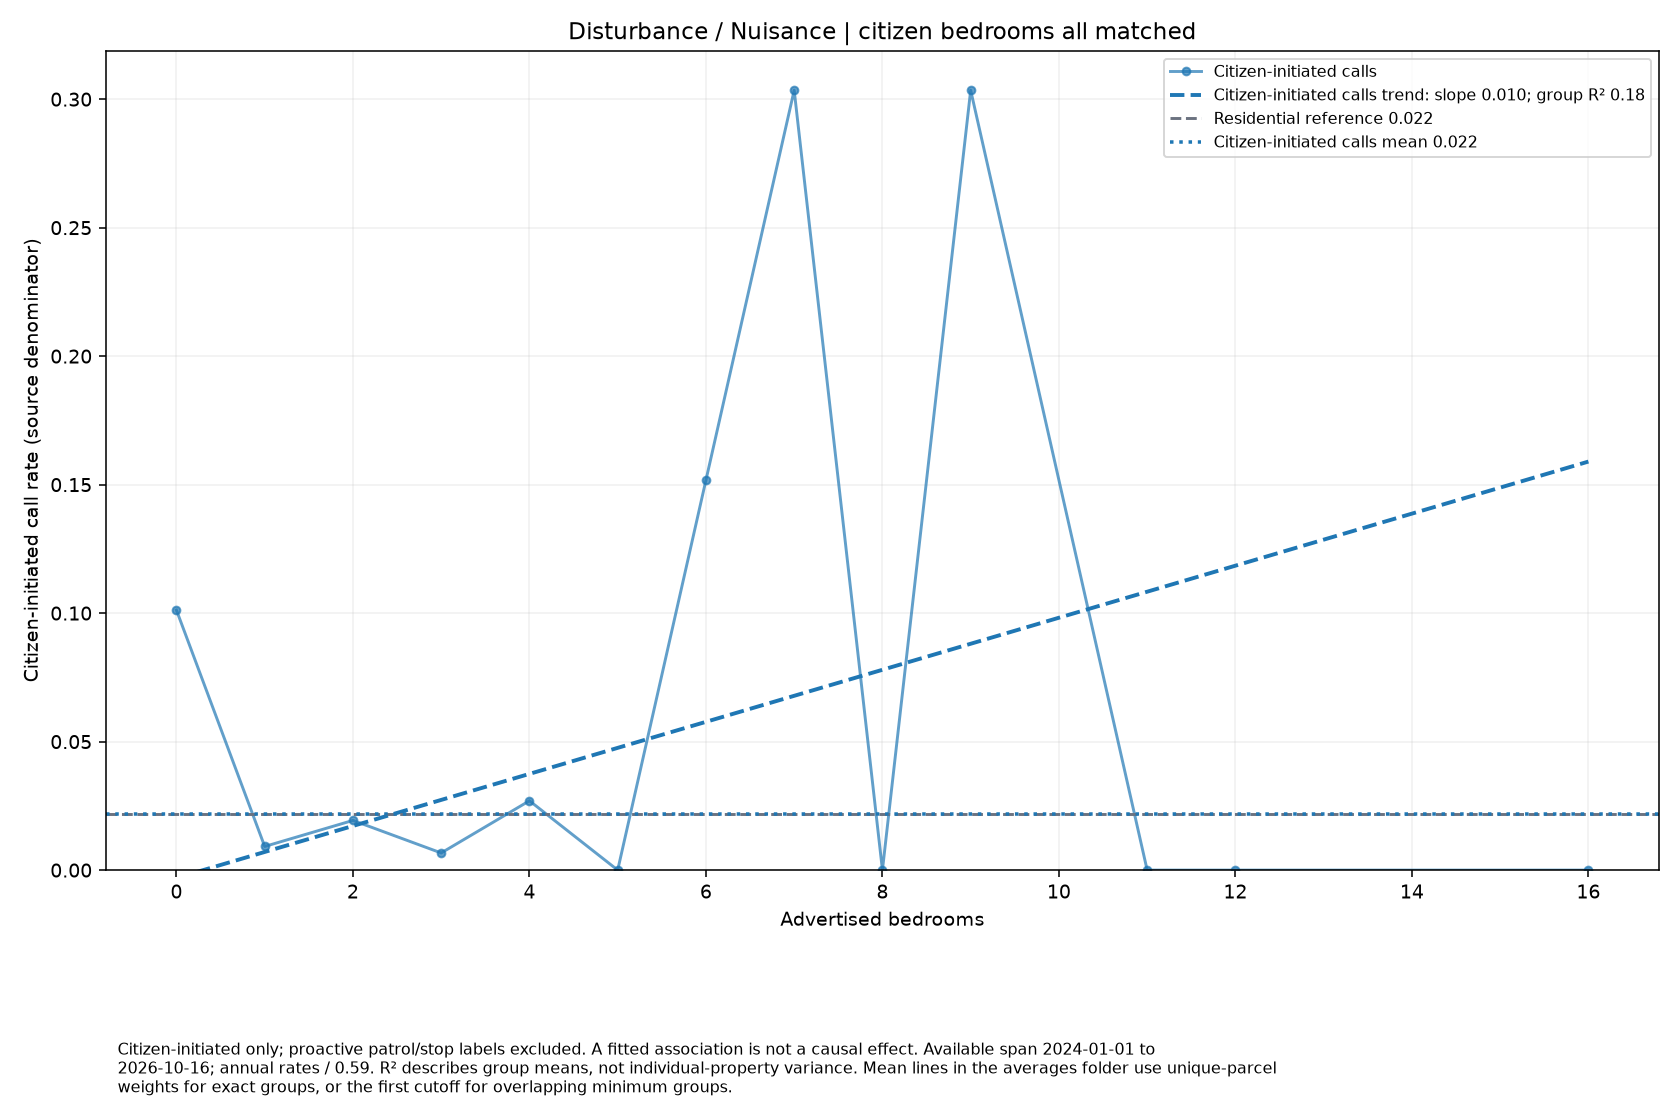 Disturbance / Nuisance | citizen bedrooms all matched
Citizen-initiated calls
Citizen-initiated calls trend: slope 0.010; group R² 0.18
Residential reference 0.022
Citizen-initiated calls mean 0.022
Citizen-initiated call rate (source denominator)
0.30
0.25
0.20
0.15
0.10
0.05
0.00
0 2 4 6 8 10 12 14 16
Advertised bedrooms
Citizen-initiated only; proactive patrol/stop labels excluded. A fitted association is not a causal effect. Available span 2024-01-01 to
2026-10-16; annual rates / 0.59. R² describes group means, not individual-property variance. Mean lines in the averages folder use unique-parcel
weights for exact groups, or the first cutoff for overlapping minimum groups.